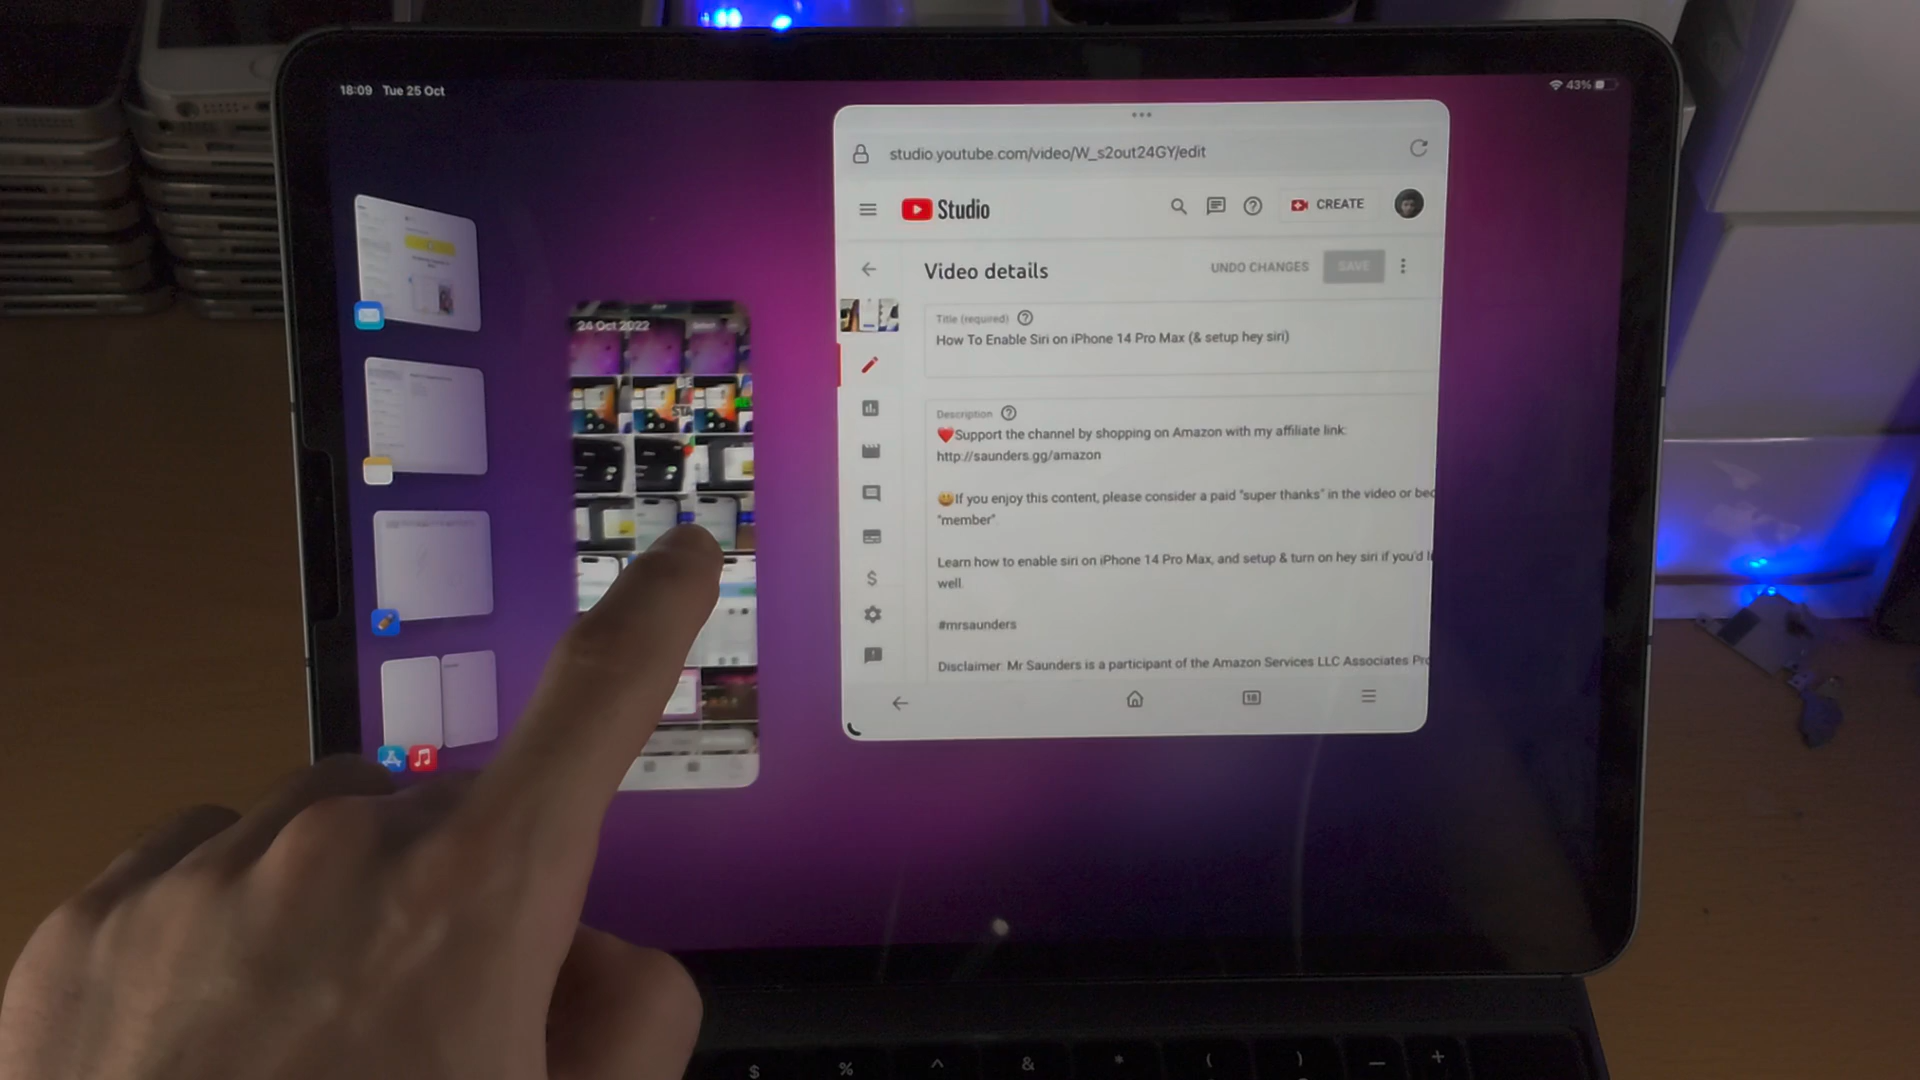 18:09 Tue 25 Oct
43%
24 Oct 2022
Select
studio.youtube.com/video/W_s2out24GY/edit
Studio
CREATE
Video details
UNDO CHANGES
SAVE
Title (required)
How To Enable Siri on iPhone 14 Pro Max (& setup hey siri)
Description
❤️Support the channel by shopping on Amazon with my affiliate link:
http://saunders.gg/amazon
😃If you enjoy this content, please consider a paid "super thanks" in the video or bec
"member"
Learn how to enable siri on iPhone 14 Pro Max, and setup & turn on hey siri if you'd li
well.
#mrsaunders
Disclaimer: Mr Saunders is a participant of the Amazon Services LLC Associates Pro
18
$ % ^ & * ( ) — +